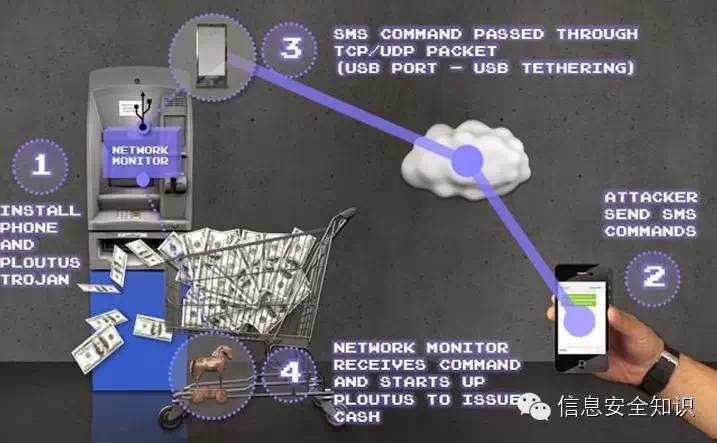 1
INSTALL
PHONE
AND
PLOUTUS
TROJAN
NETWORK
MONITOR
3
SMS COMMAND PASSED THROUGH
TCP/UDP PACKET
(USB PORT – USB TETHERING)
ATTACKER
SEND SMS
COMMANDS
2
4
NETWORK MONITOR
RECEIVES COMMAND
AND STARTS UP
PLOUTUS TO ISSUE
CASH
信息安全知识